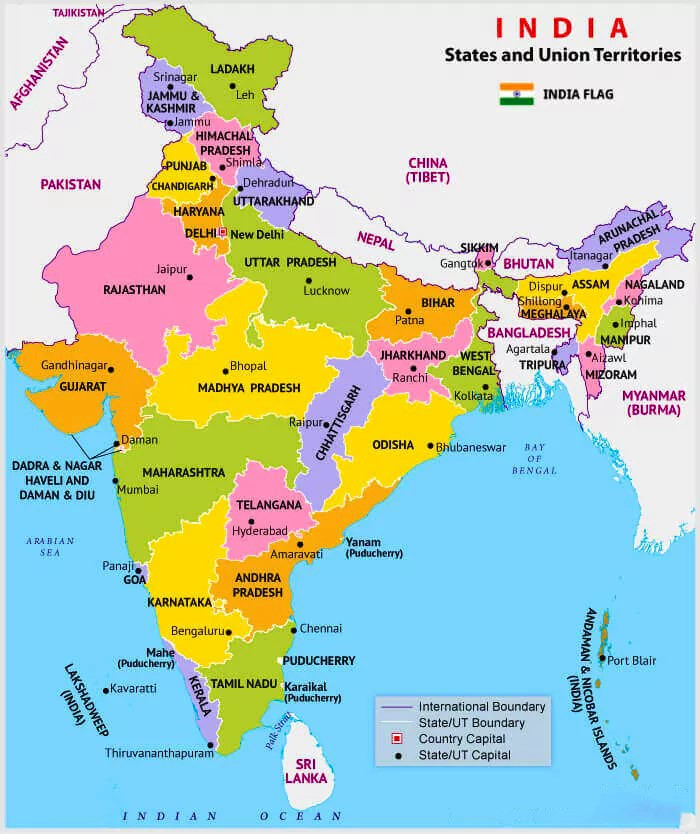 TAJIKISTAN
INDIA
States and Union Territories
INDIA FLAG
AFGHANISTAN
LADAKH
Srinagar
Leh
JAMMU &
KASHMIR
Jammu
HIMACHAL
PRADESH
Shimla
PUNJAB
CHANDIGARH
CHINA
(TIBET)
PAKISTAN
Dehradun
UTTARAKHAND
HARYANA
DELHI
New Delhi
NEPAL
ARUNACHAL
PRADESH
SIKKIM
Gangtok
BHUTAN
Itanagar
UTTAR PRADESH
Lucknow
Jaipur
RAJASTHAN
Dispur
ASSAM
NAGALAND
Shillong
Kohima
MEGHALAYA
BIHAR
Patna
Imphal
MANIPUR
BANGLADESH
Agartala
TRIPURA
Aizawl
MIZORAM
JHARKHAND
Ranchi
WEST
BENGAL
Kolkata
MYANMAR
(BURMA)
Gandhinagar
GUJARAT
Bhopal
MADHYA PRADESH
CHHATTISGARH
Raipur
ODISHA
Bhubaneswar
BAY
OF
BENGAL
Daman
DADRA & NAGAR
HAVELI AND
DAMAN & DIU
MAHARASHTRA
Mumbai
TELANGANA
Hyderabad
ARABIAN
SEA
Yanam
(Puducherry)
Amaravati
Panaji
GOA
ANDHRA
PRADESH
KARNATAKA
Bengaluru
Chennai
Mahe
(Puducherry)
PUDUCHERRY
KERALA
TAMIL NADU
Karaikal
(Puducherry)
LAKSHADWEEP
(INDIA)
Kavaratti
Thiruvananthapuram
Palk Strait
SRI
LANKA
ANDAMAN & NICOBAR ISLANDS
(INDIA)
Port Blair
International Boundary
State/UT Boundary
Country Capital
State/UT Capital
INDIAN OCEAN